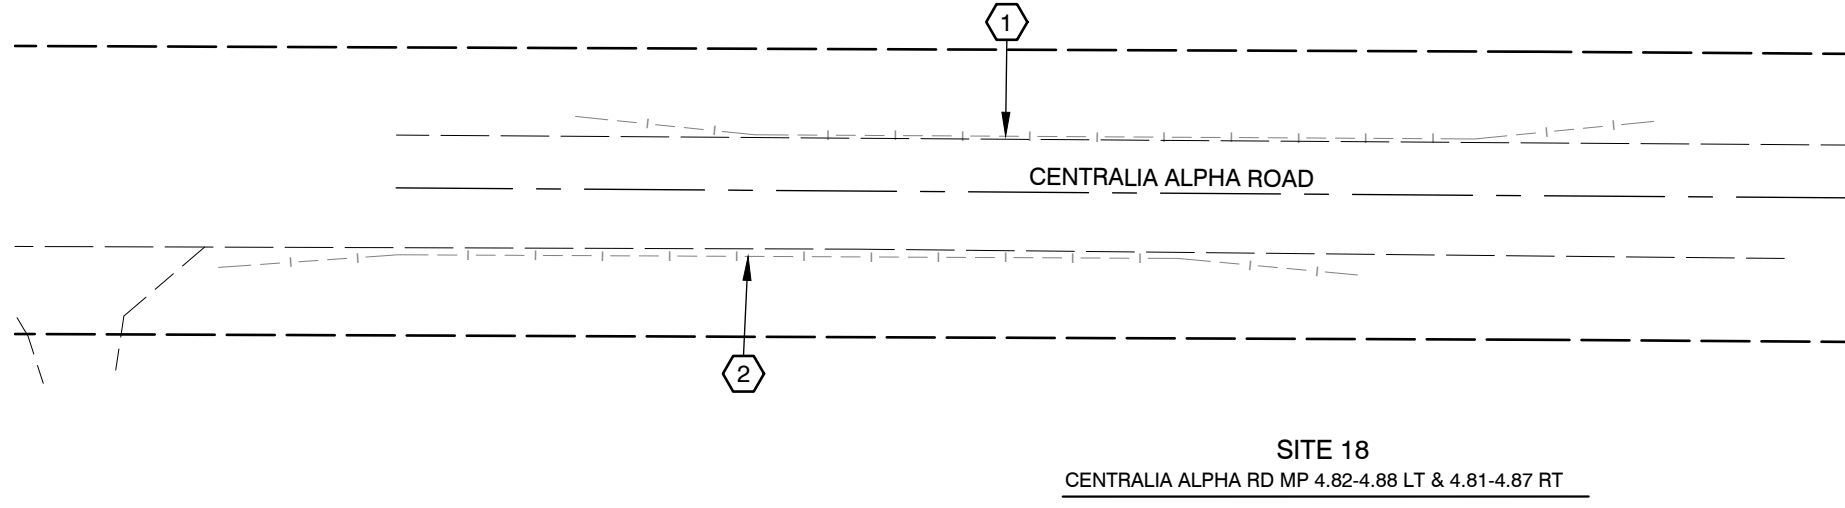 1
CENTRALIA ALPHA ROAD
2
SITE 18
CENTRALIA ALPHA RD MP 4.82-4.88 LT & 4.81-4.87 RT